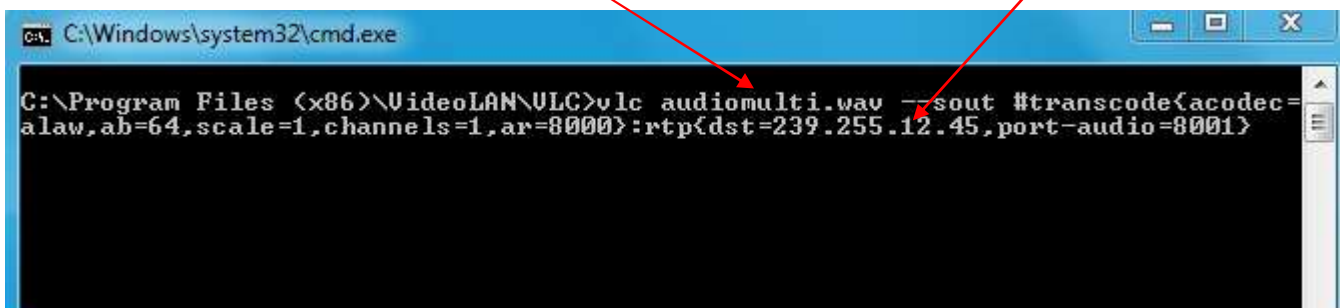 C:\Windows\system32\cmd.exe
C:\Program Files (x86)\VideoLAN\VLC>vlc audiomulti.wav --sout #transcode{acodec=
alaw,ab=64,scale=1,channels=1,ar=8000}:rtp{dst=239.255.12.45,port-audio=8001}